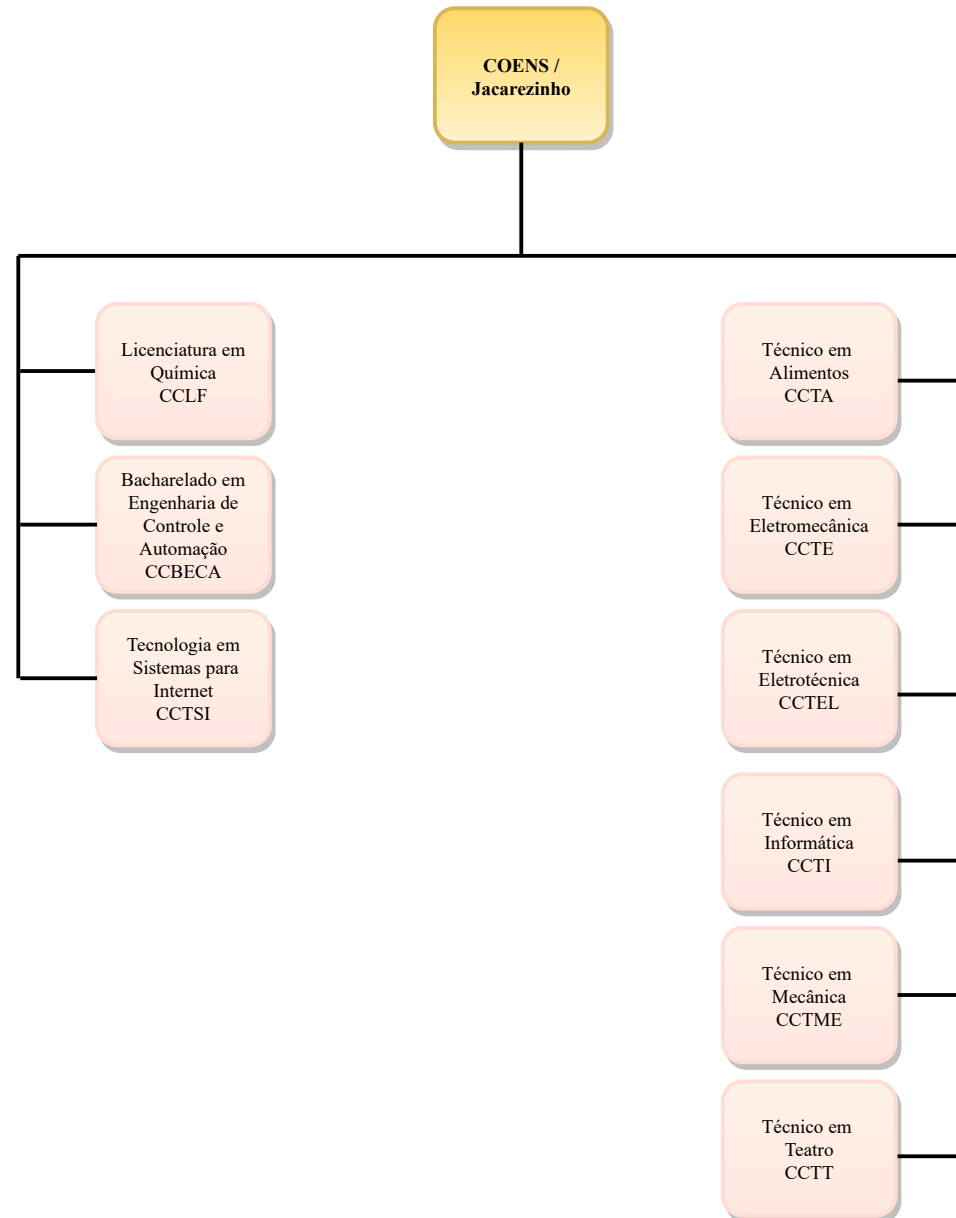 COENS /
Jacarezinho
Licenciatura em
Química
CCLF
Bacharelado em
Engenharia de
Controle e
Automação
CCBECA
Tecnologia em
Sistemas para
Internet
CCTSI
Técnico em
Alimentos
CCTA
Técnico em
Eletromecânica
CCTE
Técnico em
Eletrotécnica
CCTEL
Técnico em
Informática
CCTI
Técnico em
Mecânica
CCTME
Técnico em
Teatro
CCTT